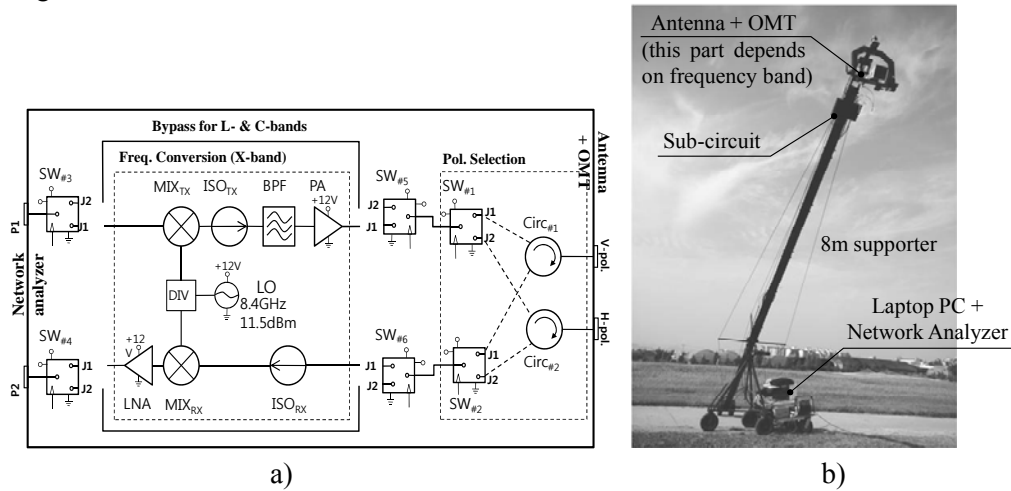 Bypass for L- & C-bands
Freq. Conversion (X-band)
MIXTX
ISOTX
BPF
PA
+12V
SW#3
J2
J1
P1
Network analyzer
DIV
+12V
LO
8.4GHz
11.5dBm
SW#4
J1
J2
P2
+12
V
LNA
MIXRX
ISORX
SW#5
J2
J1
SW#6
J1
J2
Pol. Selection
SW#1
J1
J2
Circ#1
SW#2
J1
J2
Circ#2
Antenna
+ OMT
V-pol.
H-pol.
a)
Antenna + OMT
(this part depends
on frequency band)
Sub-circuit
8m supporter
Laptop PC +
Network Analyzer
b)